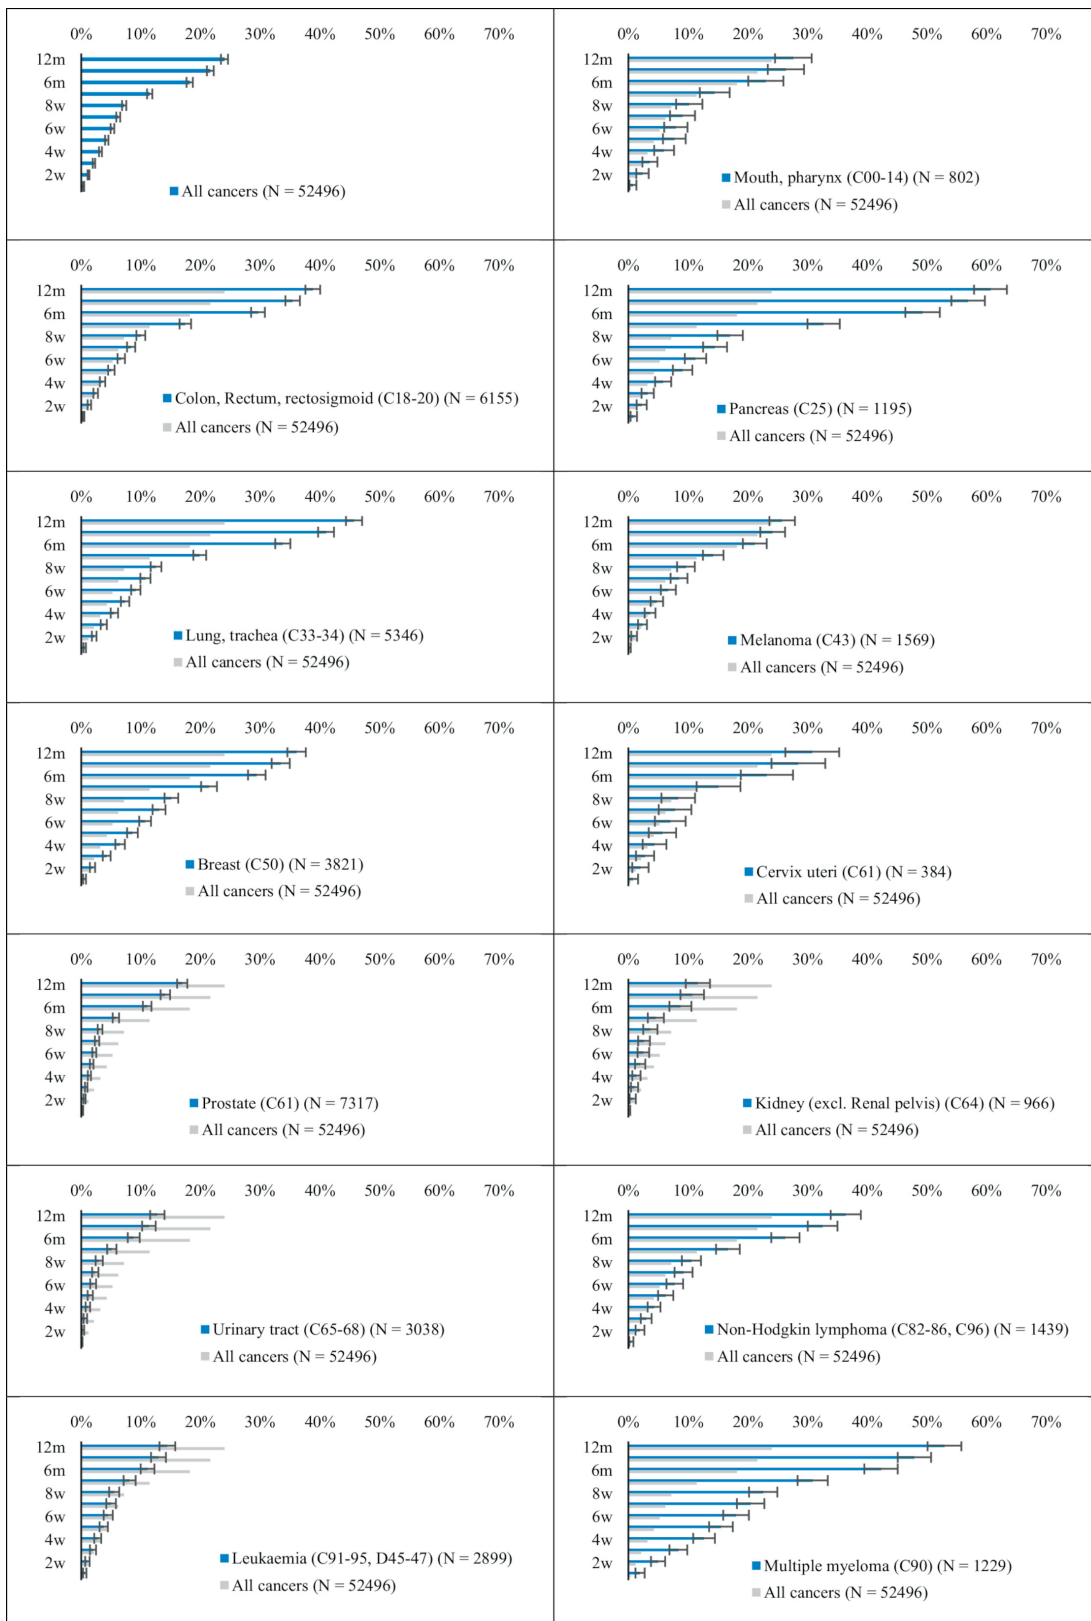 0% 10% 20% 30% 40% 50% 60% 70%
12m
6m
8w
6w
4w
2w
All cancers (N = 52496)
0% 10% 20% 30% 40% 50% 60% 70%
12m
6m
8w
6w
4w
2w
Mouth, pharynx (C00-14) (N = 802)
All cancers (N = 52496)
0% 10% 20% 30% 40% 50% 60% 70%
12m
6m
8w
6w
4w
2w
Colon, Rectum, rectosigmoid (C18-20) (N = 6155)
All cancers (N = 52496)
0% 10% 20% 30% 40% 50% 60% 70%
12m
6m
8w
6w
4w
2w
Pancreas (C25) (N = 1195)
All cancers (N = 52496)
0% 10% 20% 30% 40% 50% 60% 70%
12m
6m
8w
6w
4w
2w
Lung, trachea (C33-34) (N = 5346)
All cancers (N = 52496)
0% 10% 20% 30% 40% 50% 60% 70%
12m
6m
8w
6w
4w
2w
Melanoma (C43) (N = 1569)
All cancers (N = 52496)
0% 10% 20% 30% 40% 50% 60% 70%
12m
6m
8w
6w
4w
2w
Breast (C50) (N = 3821)
All cancers (N = 52496)
0% 10% 20% 30% 40% 50% 60% 70%
12m
6m
8w
6w
4w
2w
Cervix uteri (C61) (N = 384)
All cancers (N = 52496)
0% 10% 20% 30% 40% 50% 60% 70%
12m
6m
8w
6w
4w
2w
Prostate (C61) (N = 7317)
All cancers (N = 52496)
0% 10% 20% 30% 40% 50% 60% 70%
12m
6m
8w
6w
4w
2w
Kidney (excl. Renal pelvis) (C64) (N = 966)
All cancers (N = 52496)
0% 10% 20% 30% 40% 50% 60% 70%
12m
6m
8w
6w
4w
2w
Urinary tract (C65-68) (N = 3038)
All cancers (N = 52496)
0% 10% 20% 30% 40% 50% 60% 70%
12m
6m
8w
6w
4w
2w
Non-Hodgkin lymphoma (C82-86, C96) (N = 1439)
All cancers (N = 52496)
0% 10% 20% 30% 40% 50% 60% 70%
12m
6m
8w
6w
4w
2w
Leukaemia (C91-95, D45-47) (N = 2899)
All cancers (N = 52496)
0% 10% 20% 30% 40% 50% 60% 70%
12m
6m
8w
6w
4w
2w
Multiple myeloma (C90) (N = 1229)
All cancers (N = 52496)